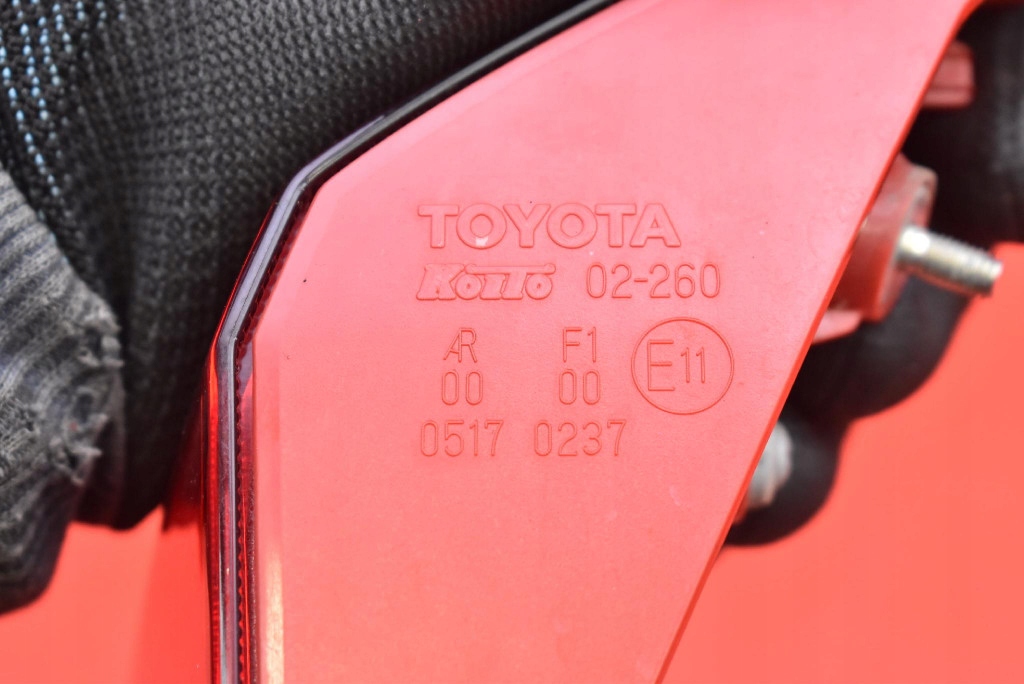 TOYOTA
KOITO 02-260
AR F1
00 00 E11
0517 0237